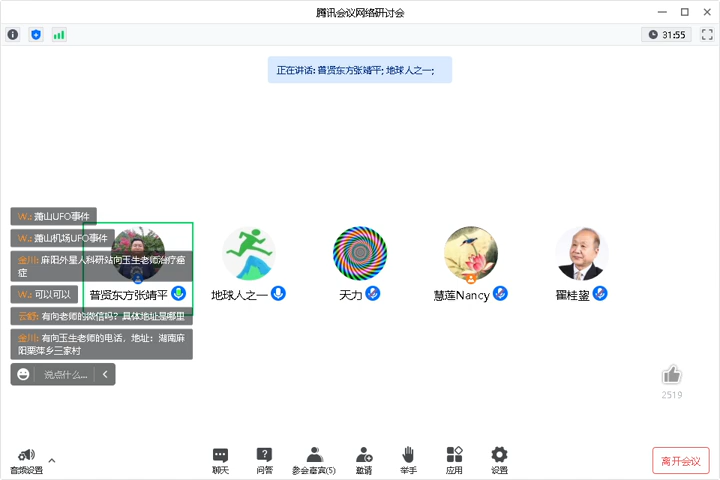 腾讯会议网络研讨会
31:55
正在讲话: 普贤东方张靖平; 地球人之一;
W.: 萧山UFO事件
W.: 萧山机场UFO事件
金川: 麻阳外星人科研站向玉生老师治疗癌
症
W.: 可以可以
云舒: 有向老师的微信吗？具体地址是哪里
金川: 有向玉生老师的电话，地址：湖南麻
阳栗萍乡三家村
说点什么...
普贤东方张靖平
地球人之一
天力
慧莲Nancy
瞿桂鋆
2519
音频设置
聊天
问答
参会嘉宾(5)
邀请
举手
应用
设置
离开会议